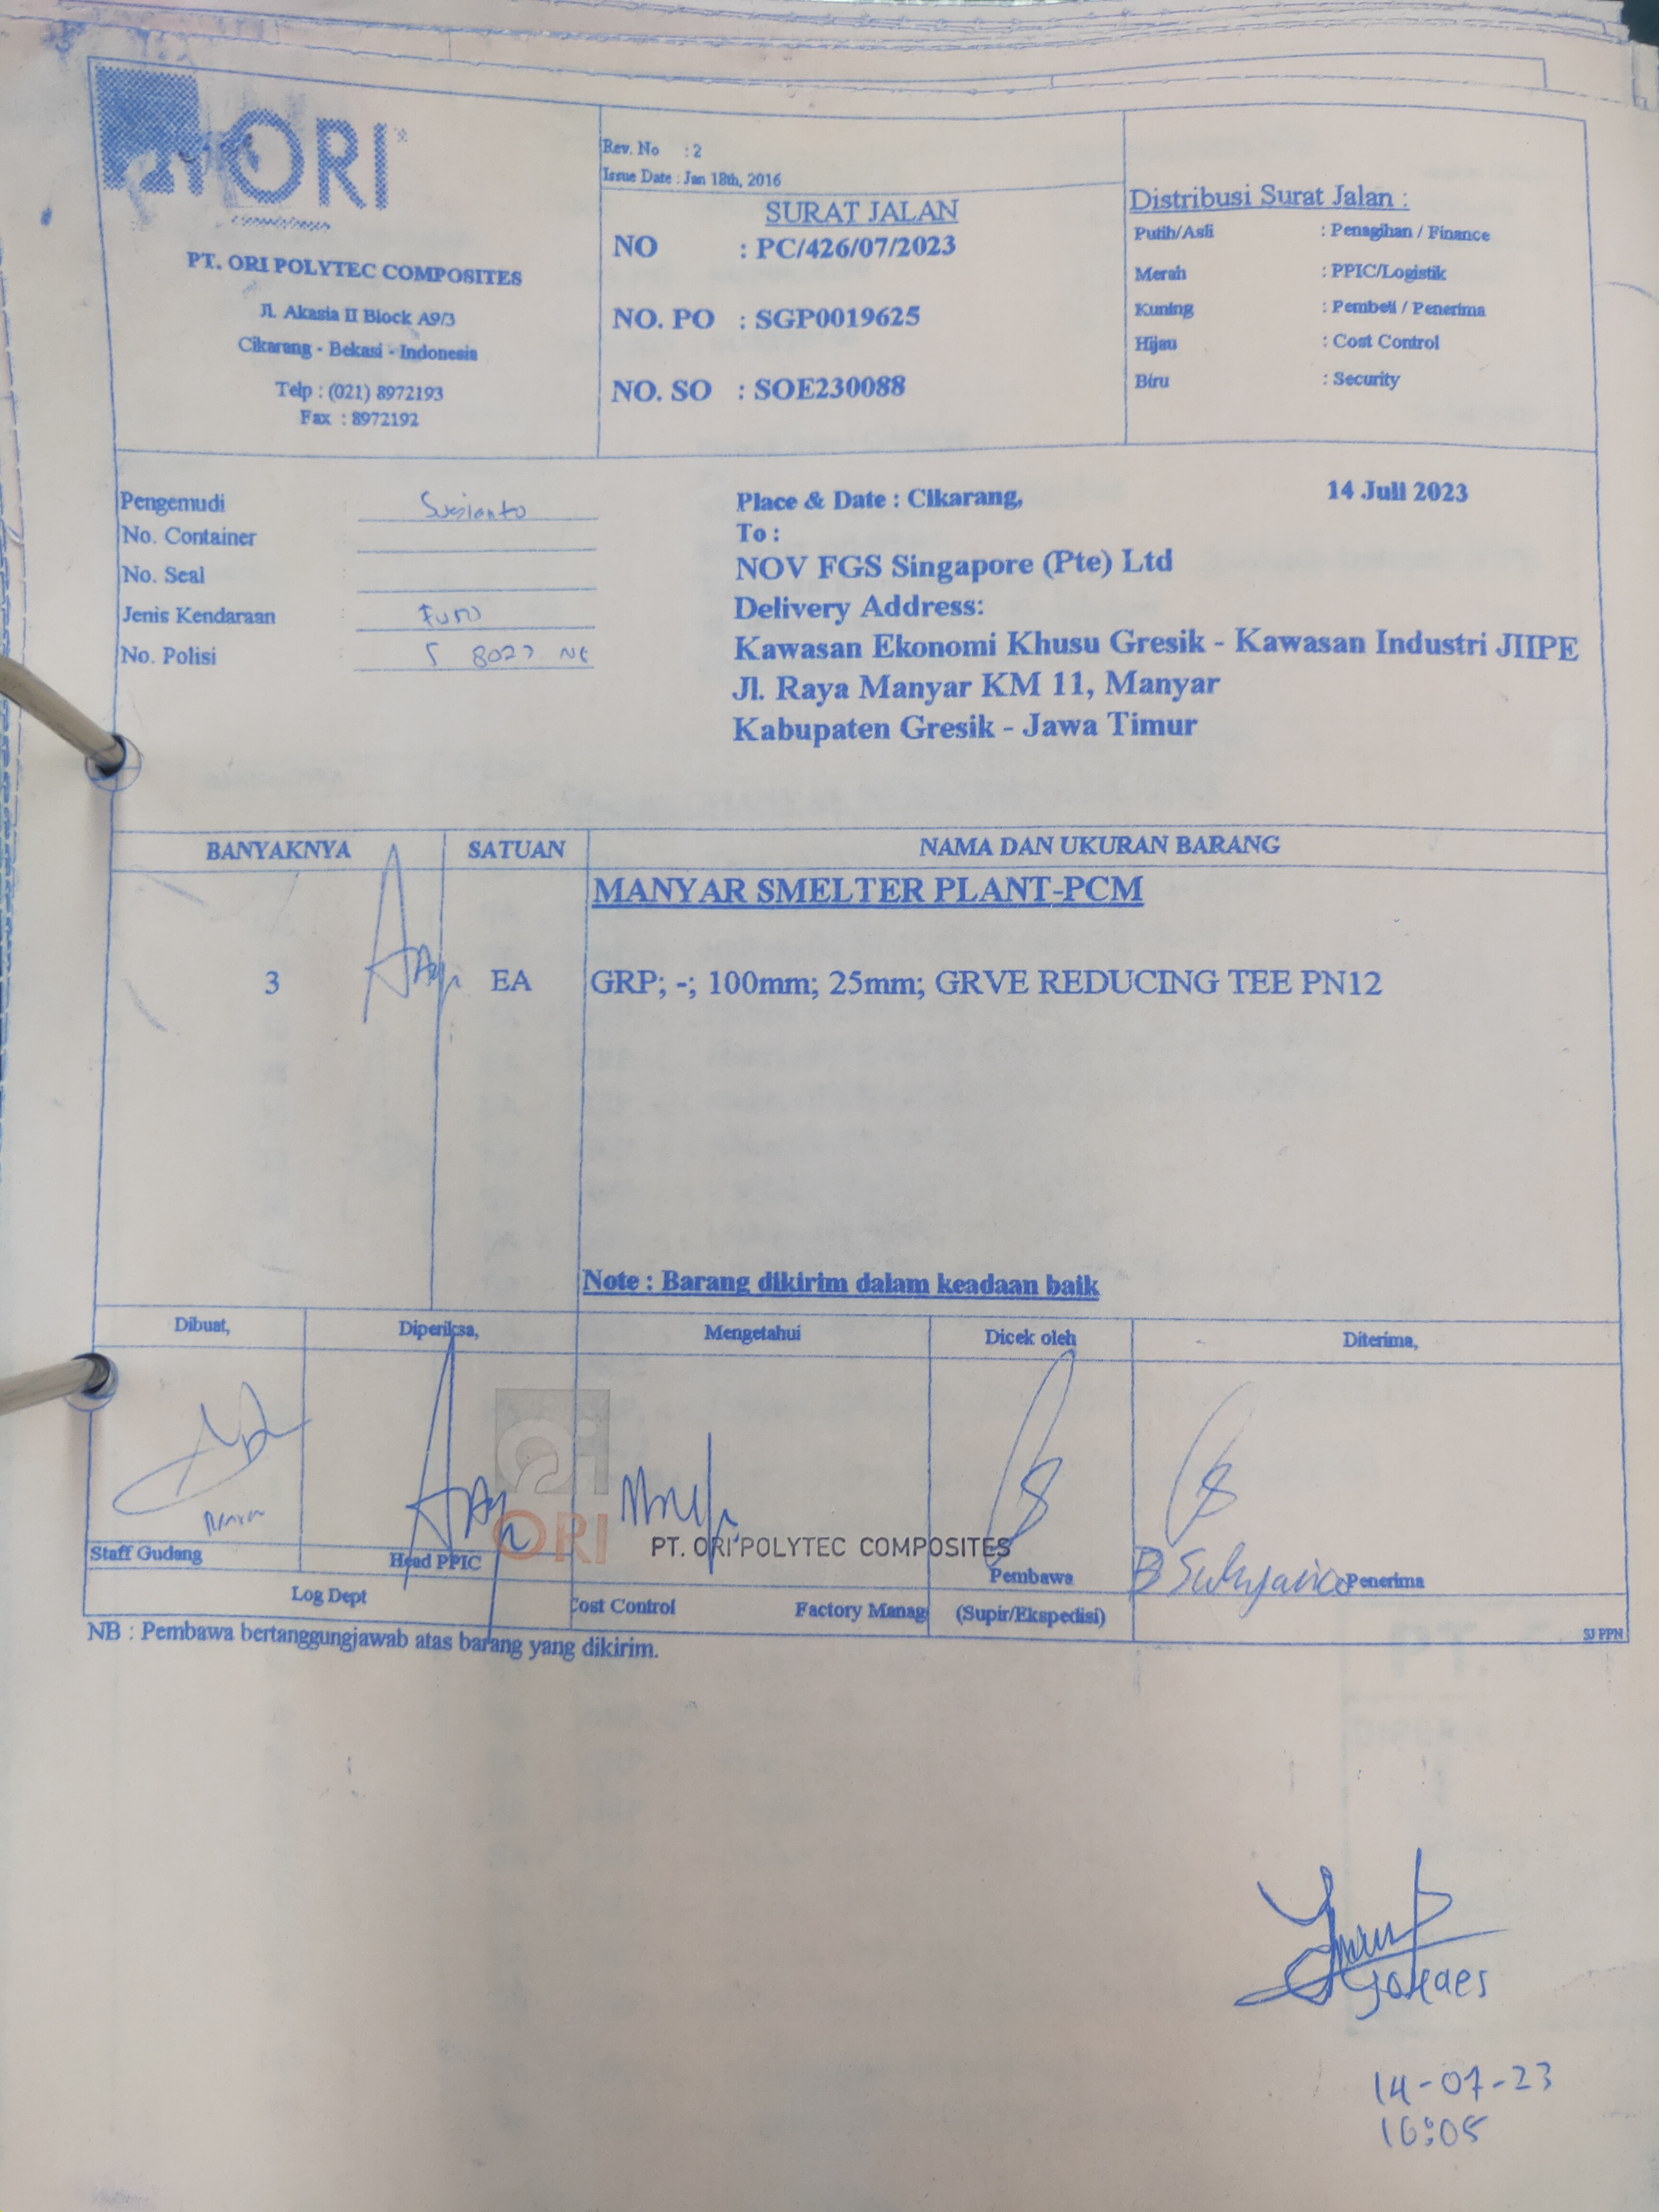 ORI
PT. ORI POLYTEC COMPOSITES
Jl. Akasia II Block A9/3
Cikarang - Bekasi - Indonesia
Telp : (021) 8972193
Fax : 8972192
Rev. No : 2
Issue Date : Jan 18th, 2016
SURAT JALAN
NO : PC/426/07/2023
NO. PO : SGP0019625
NO. SO : SOE230088
Distribusi Surat Jalan :
Putih/Asli : Penagihan / Finance
Merah : PPIC/Logistik
Kuning : Pembeli / Penerima
Hijau : Cost Control
Biru : Security
Pengemudi
No. Container
No. Seal
Jenis Kendaraan
No. Polisi
Place & Date : Cikarang, 14 Juli 2023
To :
NOV FGS Singapore (Pte) Ltd
Delivery Address:
Kawasan Ekonomi Khusu Gresik - Kawasan Industri JIIPE
Jl. Raya Manyar KM 11, Manyar
Kabupaten Gresik - Jawa Timur
BANYAKNYA SATUAN NAMA DAN UKURAN BARANG
MANYAR SMELTER PLANT-PCM
3 EA GRP; -; 100mm; 25mm; GRVE REDUCING TEE PN12
Note : Barang dikirim dalam keadaan baik
Dibuat, Diperiksa, Mengetahui Dicek oleh Diterima,
ORI
PT. ORI POLYTEC COMPOSITES
Staff Gudang Head PPIC Pembawa Penerima
Log Dept Cost Control Factory Manag (Supir/Ekspedisi)
SJ PPN
NB : Pembawa bertanggungjawab atas barang yang dikirim.
14-07-23
16:05